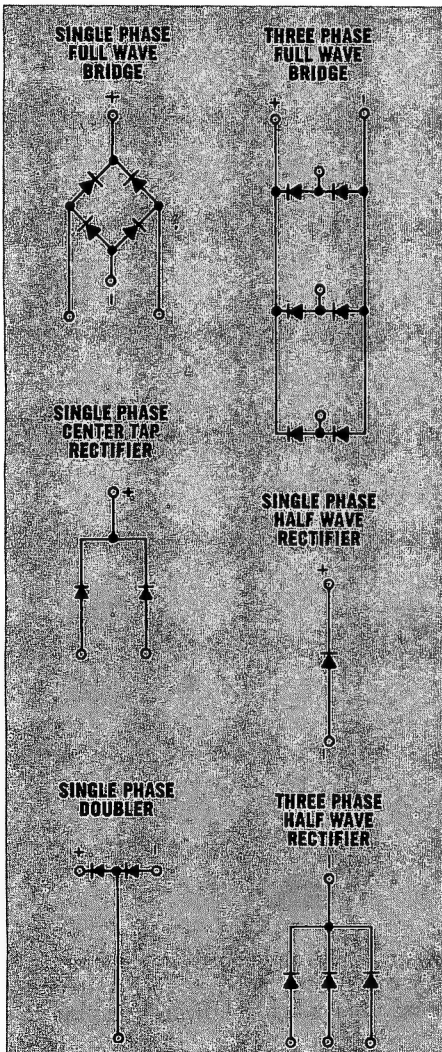 SINGLE PHASE
FULL WAVE
BRIDGE
+
−
THREE PHASE
FULL WAVE
BRIDGE
+
−
SINGLE PHASE
CENTER TAP
RECTIFIER
+
SINGLE PHASE
HALF WAVE
RECTIFIER
+
−
SINGLE PHASE
DOUBLER
+
−
THREE PHASE
HALF WAVE
RECTIFIER
−